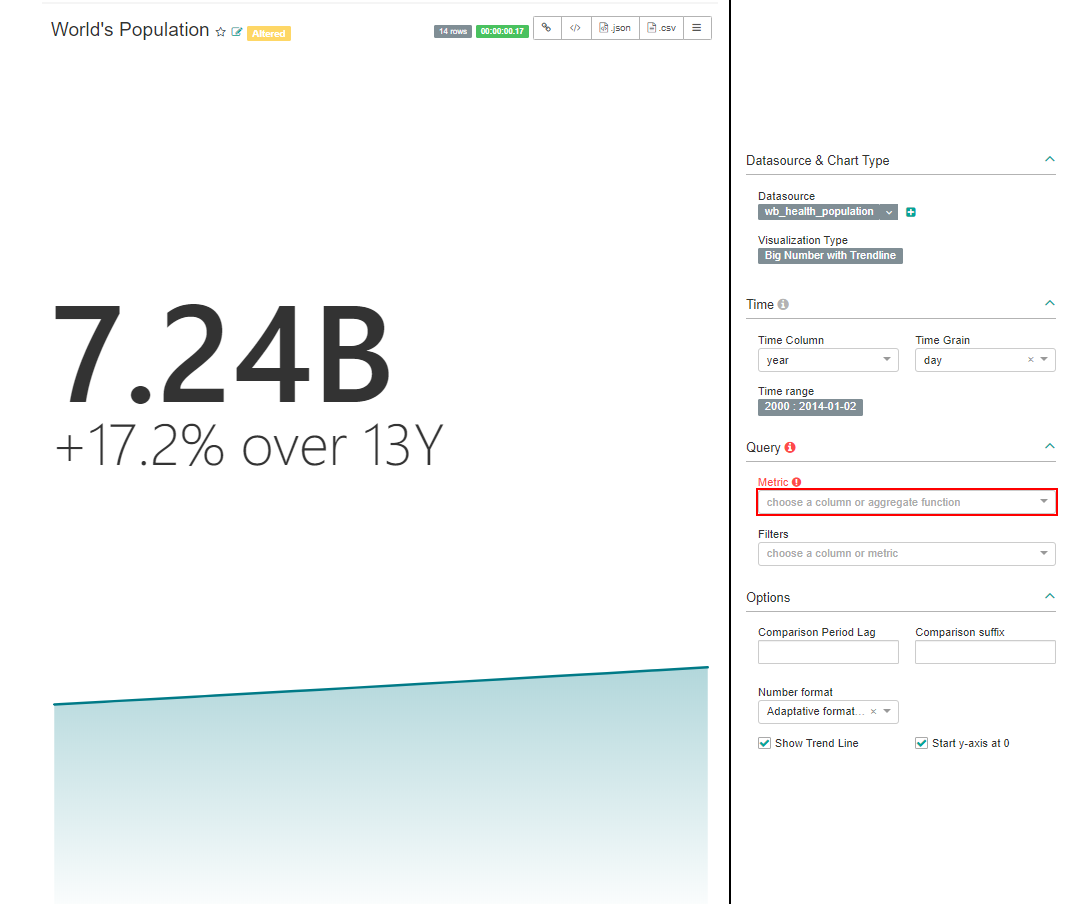 World's Population Altered 14 rows 00:00:00.17 </> .json .csv
7.24B
+17.2% over 13Y
Datasource & Chart Type
Datasource
wb_health_population
Visualization Type
Big Number with Trendline
Time
Time Column Time Grain
year day
Time range
2000 : 2014-01-02
Query
Metric
choose a column or aggregate function
Filters
choose a column or metric
Options
Comparison Period Lag Comparison suffix
Number format
Adaptative format...
Show Trend Line Start y-axis at 0